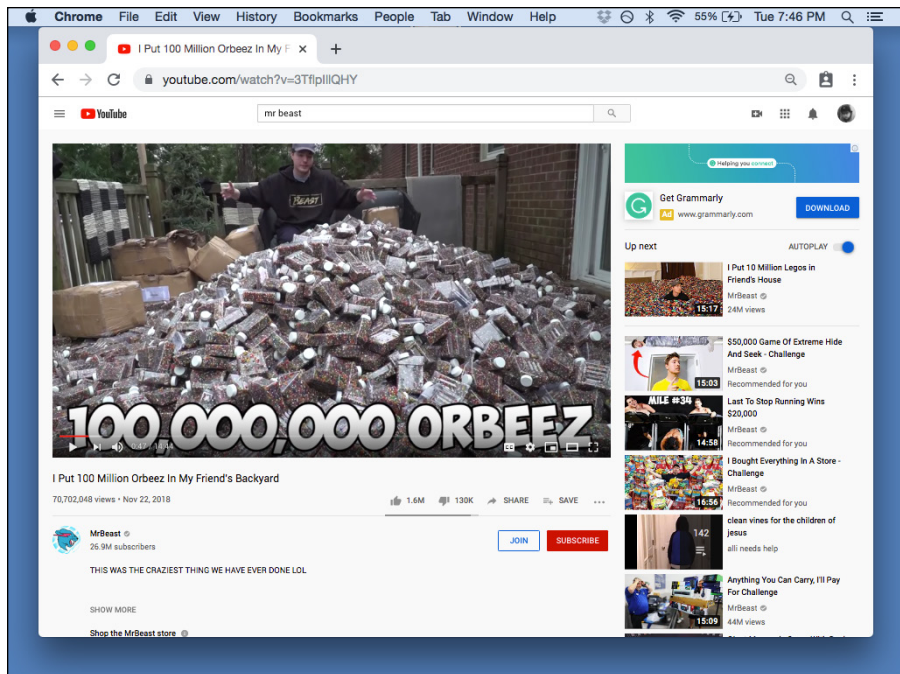 Chrome File Edit View History Bookmarks People Tab Window Help 55% Tue 7:46 PM
I Put 100 Million Orbeez In My F
youtube.com/watch?v=3TflpIllQHY
YouTube
mr beast
BEAST
100 000,000 ORBEEZ
0:47 / 14:44
I Put 100 Million Orbeez In My Friend's Backyard
70,702,048 views • Nov 22, 2018
1.6M 130K SHARE SAVE
MrBeast
26.9M subscribers
JOIN SUBSCRIBE
THIS WAS THE CRAZIEST THING WE HAVE EVER DONE LOL
SHOW MORE
Shop the MrBeast store
Helping you connect
Get Grammarly
Ad www.grammarly.com
DOWNLOAD
Up next AUTOPLAY
I Put 10 Million Legos in
Friend's House
MrBeast
24M views
15:17
$50,000 Game Of Extreme Hide
And Seek - Challenge
MrBeast
Recommended for you
15:03
MILE #34
Last To Stop Running Wins
$20,000
MrBeast
Recommended for you
14:58
I Bought Everything In A Store -
Challenge
MrBeast
Recommended for you
16:56
clean vines for the children of
jesus
alli needs help
142
Anything You Can Carry, I'll Pay
For Challenge
MrBeast
44M views
15:09